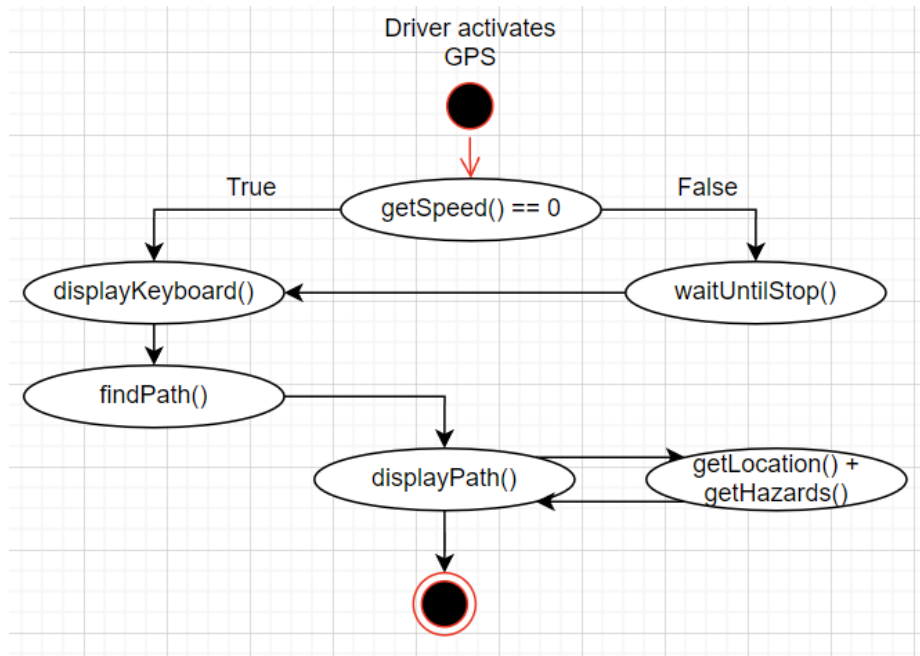 Driver activates
GPS
True
getSpeed() == 0
False
displayKeyboard()
waitUntilStop()
findPath()
displayPath()
getLocation() +
getHazards()